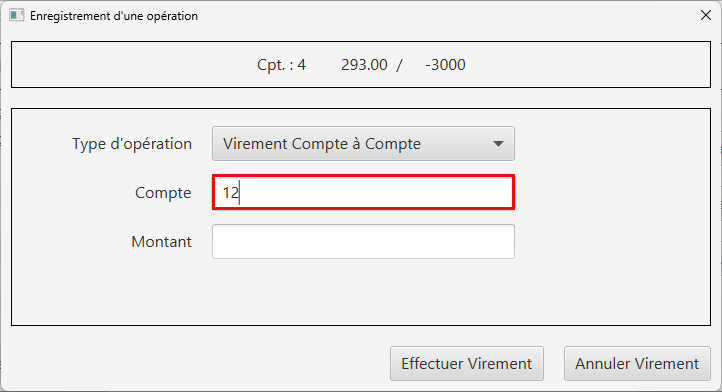 Enregistrement d'une opération
Cpt. : 4 293.00 / -3000
Type d'opération Virement Compte à Compte
Compte 12
Montant
Effectuer Virement Annuler Virement